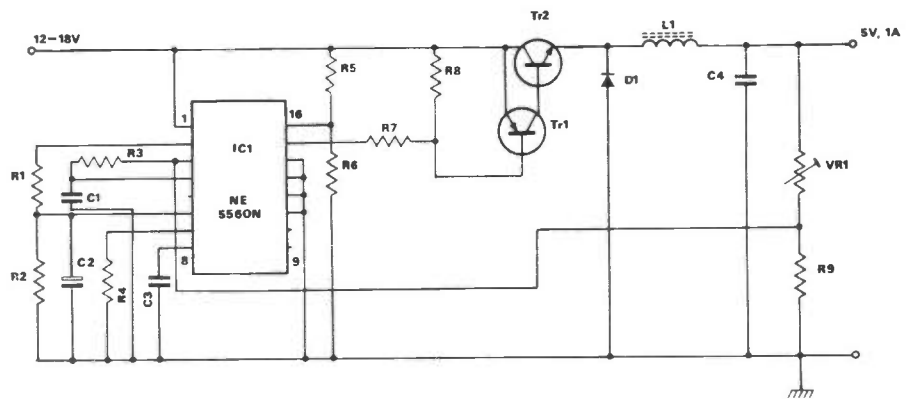 Tr2
L1
12–18V
5V, 1A
R5
R8
C4
D1
1
16
Tr1
R7
IC1
R3
R6
VR1
R1
C1
NE
5560N
C2
8
9
R9
R2
R4
C3